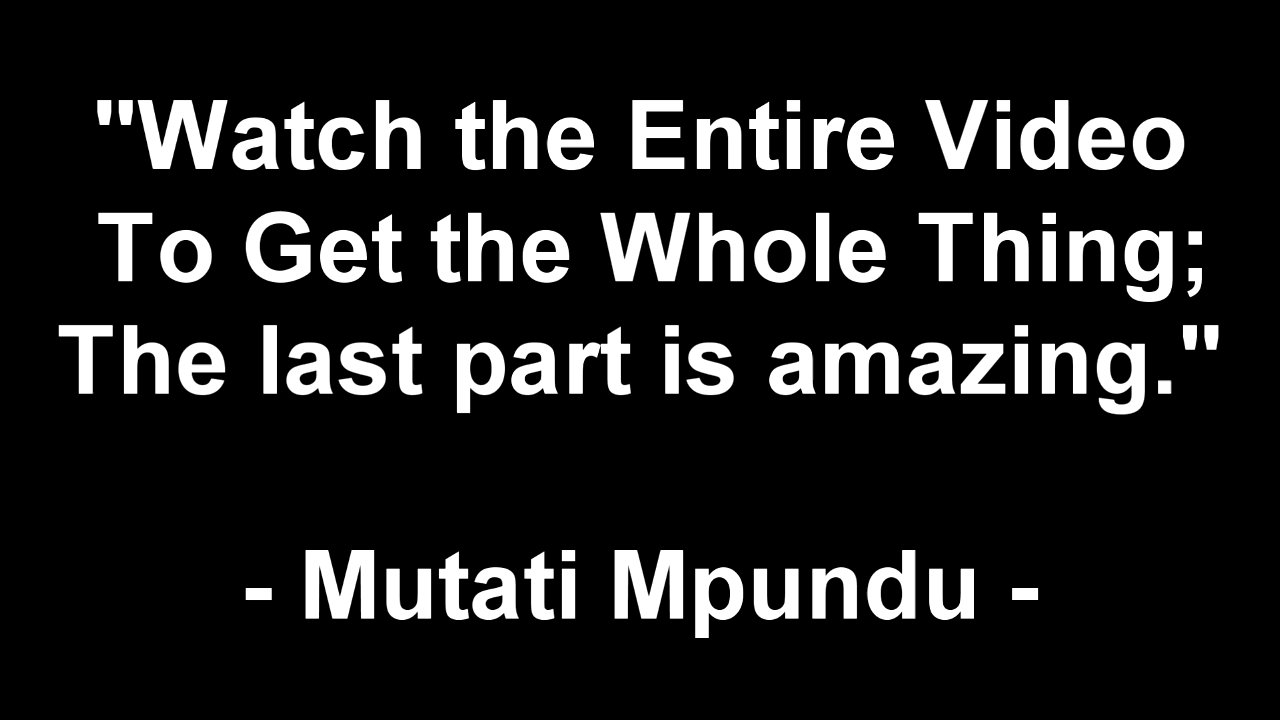 "Watch the Entire Video
To Get the Whole Thing;
The last part is amazing."
- Mutati Mpundu -